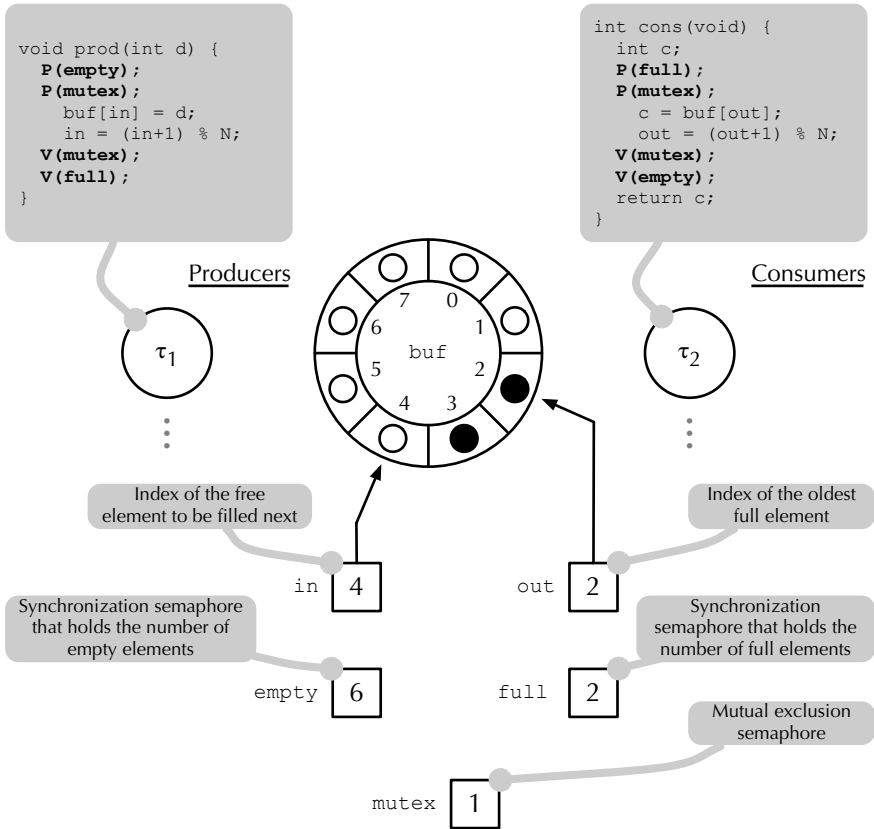 void prod(int d) {
P(empty);
P(mutex);
buf[in] = d;
in = (in+1) % N;
V(mutex);
V(full);
}
int cons(void) {
int c;
P(full);
P(mutex);
c = buf[out];
out = (out+1) % N;
V(mutex);
V(empty);
return c;
}
Producers
Consumers
τ1
τ2
buf
0
1
2
3
4
5
6
7
Index of the free
element to be filled next
Index of the oldest
full element
in
4
out
2
Synchronization semaphore
that holds the number of
empty elements
Synchronization
semaphore that holds the
number of full elements
empty
6
full
2
Mutual exclusion
semaphore
mutex
1